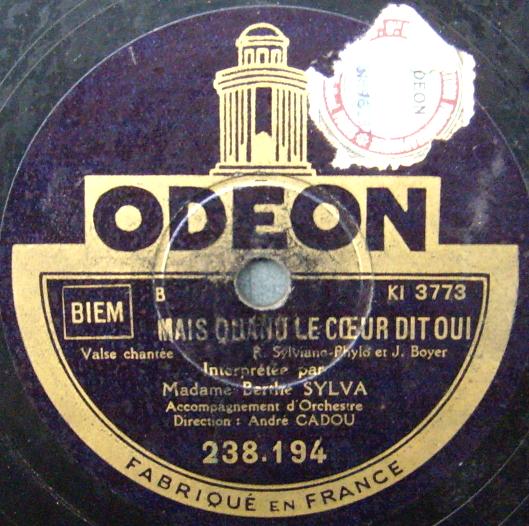 ODEON
ODEON
BIEM
B
KI 3773
MAIS QUAND LE CŒUR DIT OUI
Valse chantée
R. Sylviano-Phylo et J. Boyer
Interprétée par
Madame Berthe SYLVA
Accompagnement d'Orchestre
Direction : André CADOU
238.194
FABRIQUÉ EN FRANCE